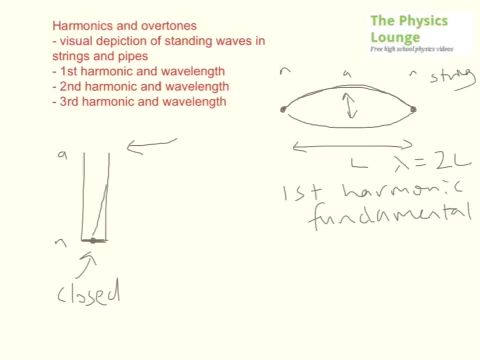 Harmonics and overtones
- visual depiction of standing waves in
strings and pipes
- 1st harmonic and wavelength
- 2nd harmonic and wavelength
- 3rd harmonic and wavelength
The Physics
Lounge
Free high school physics videos
n a n string
L λ = 2L
1st harmonic
fundamental
a
n
closed